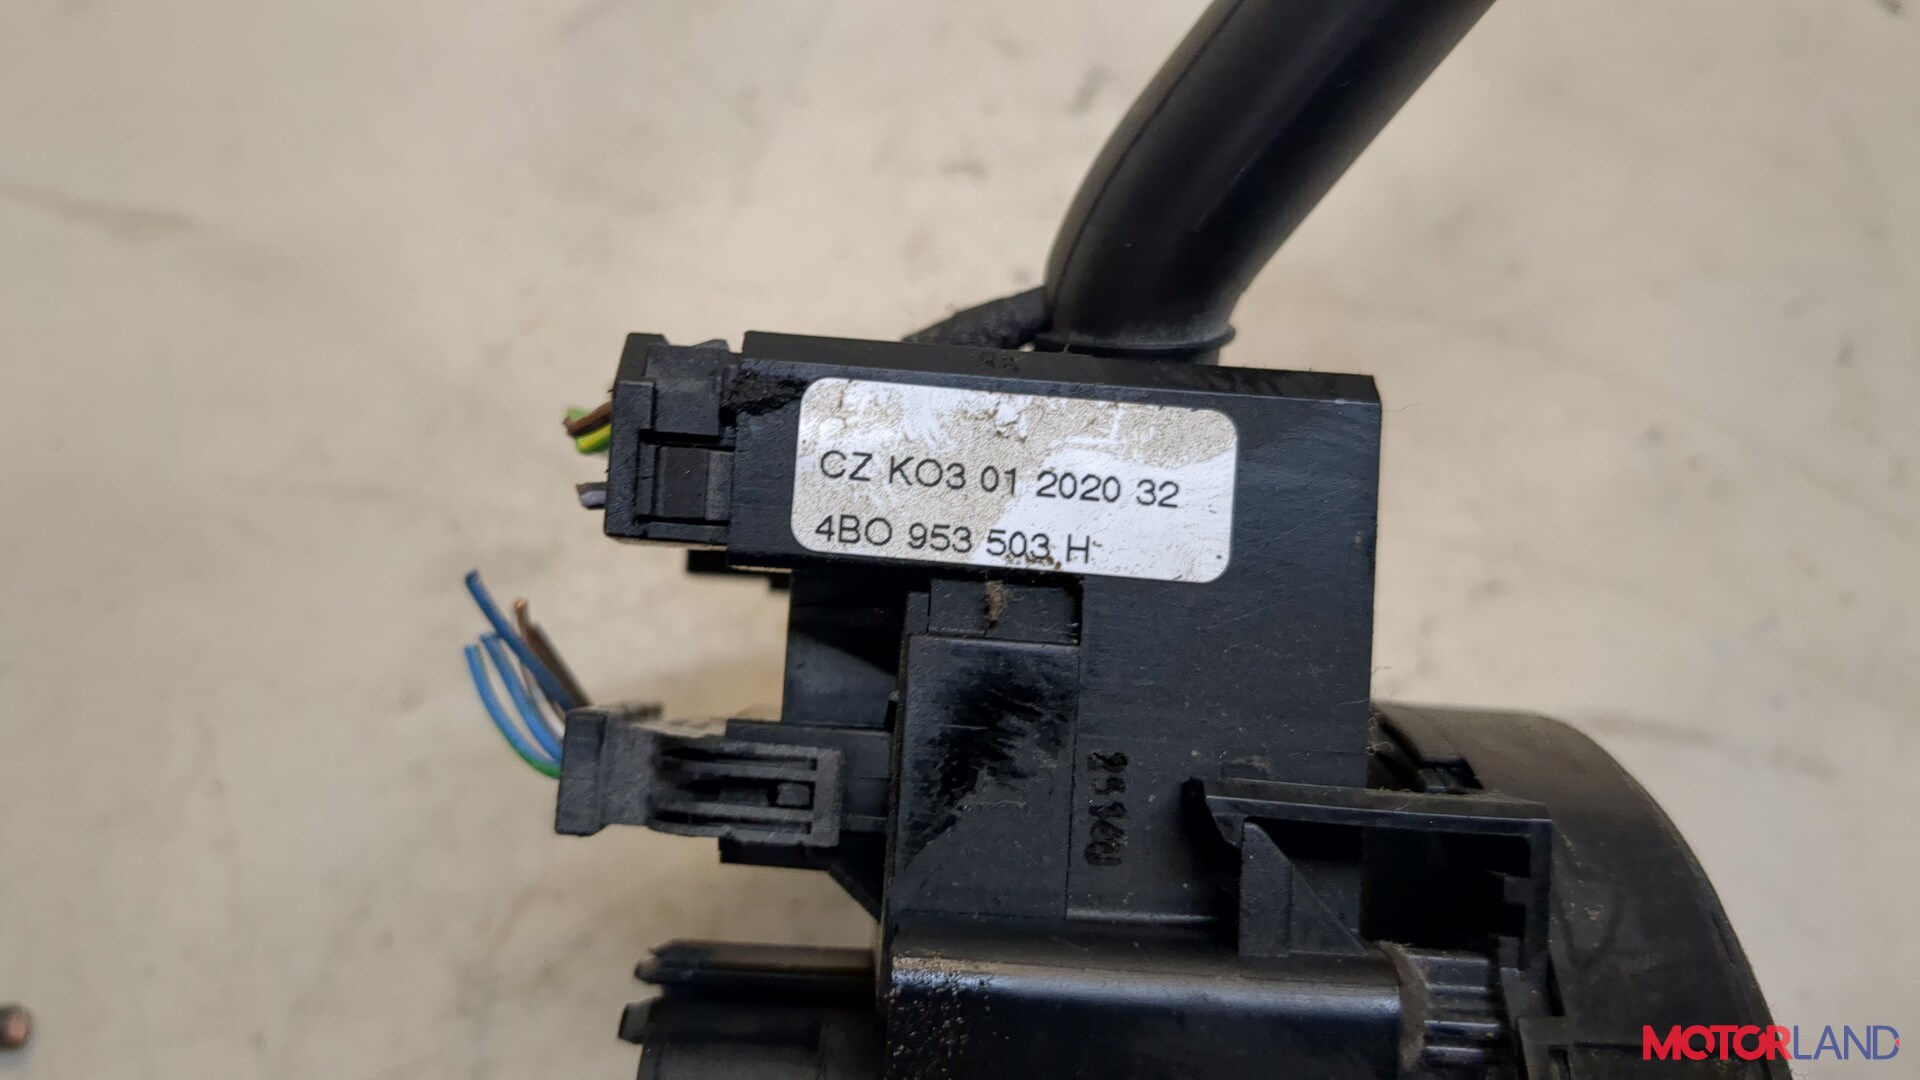 CZ KO3 01 2020 32
4BO 953 503 H
MOTORLAND